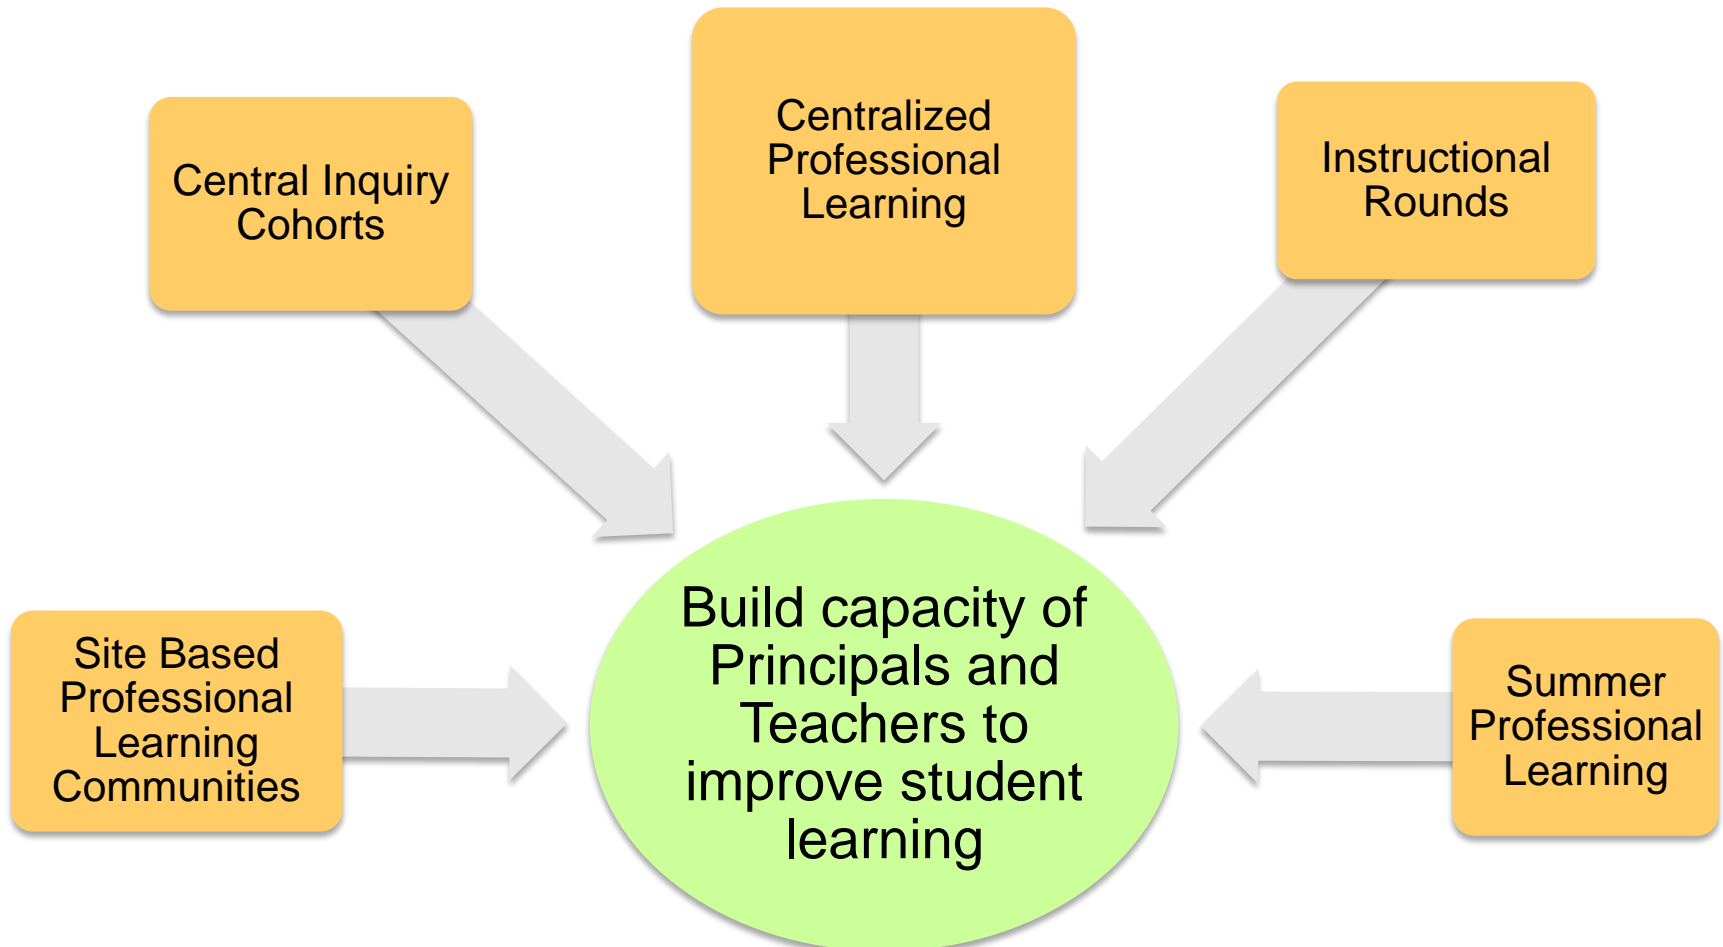 Centralized
Professional
Learning
Central Inquiry
Cohorts
Instructional
Rounds
Site Based
Professional
Learning
Communities
Build capacity of
Principals and
Teachers to
improve student
learning
Summer
Professional
Learning